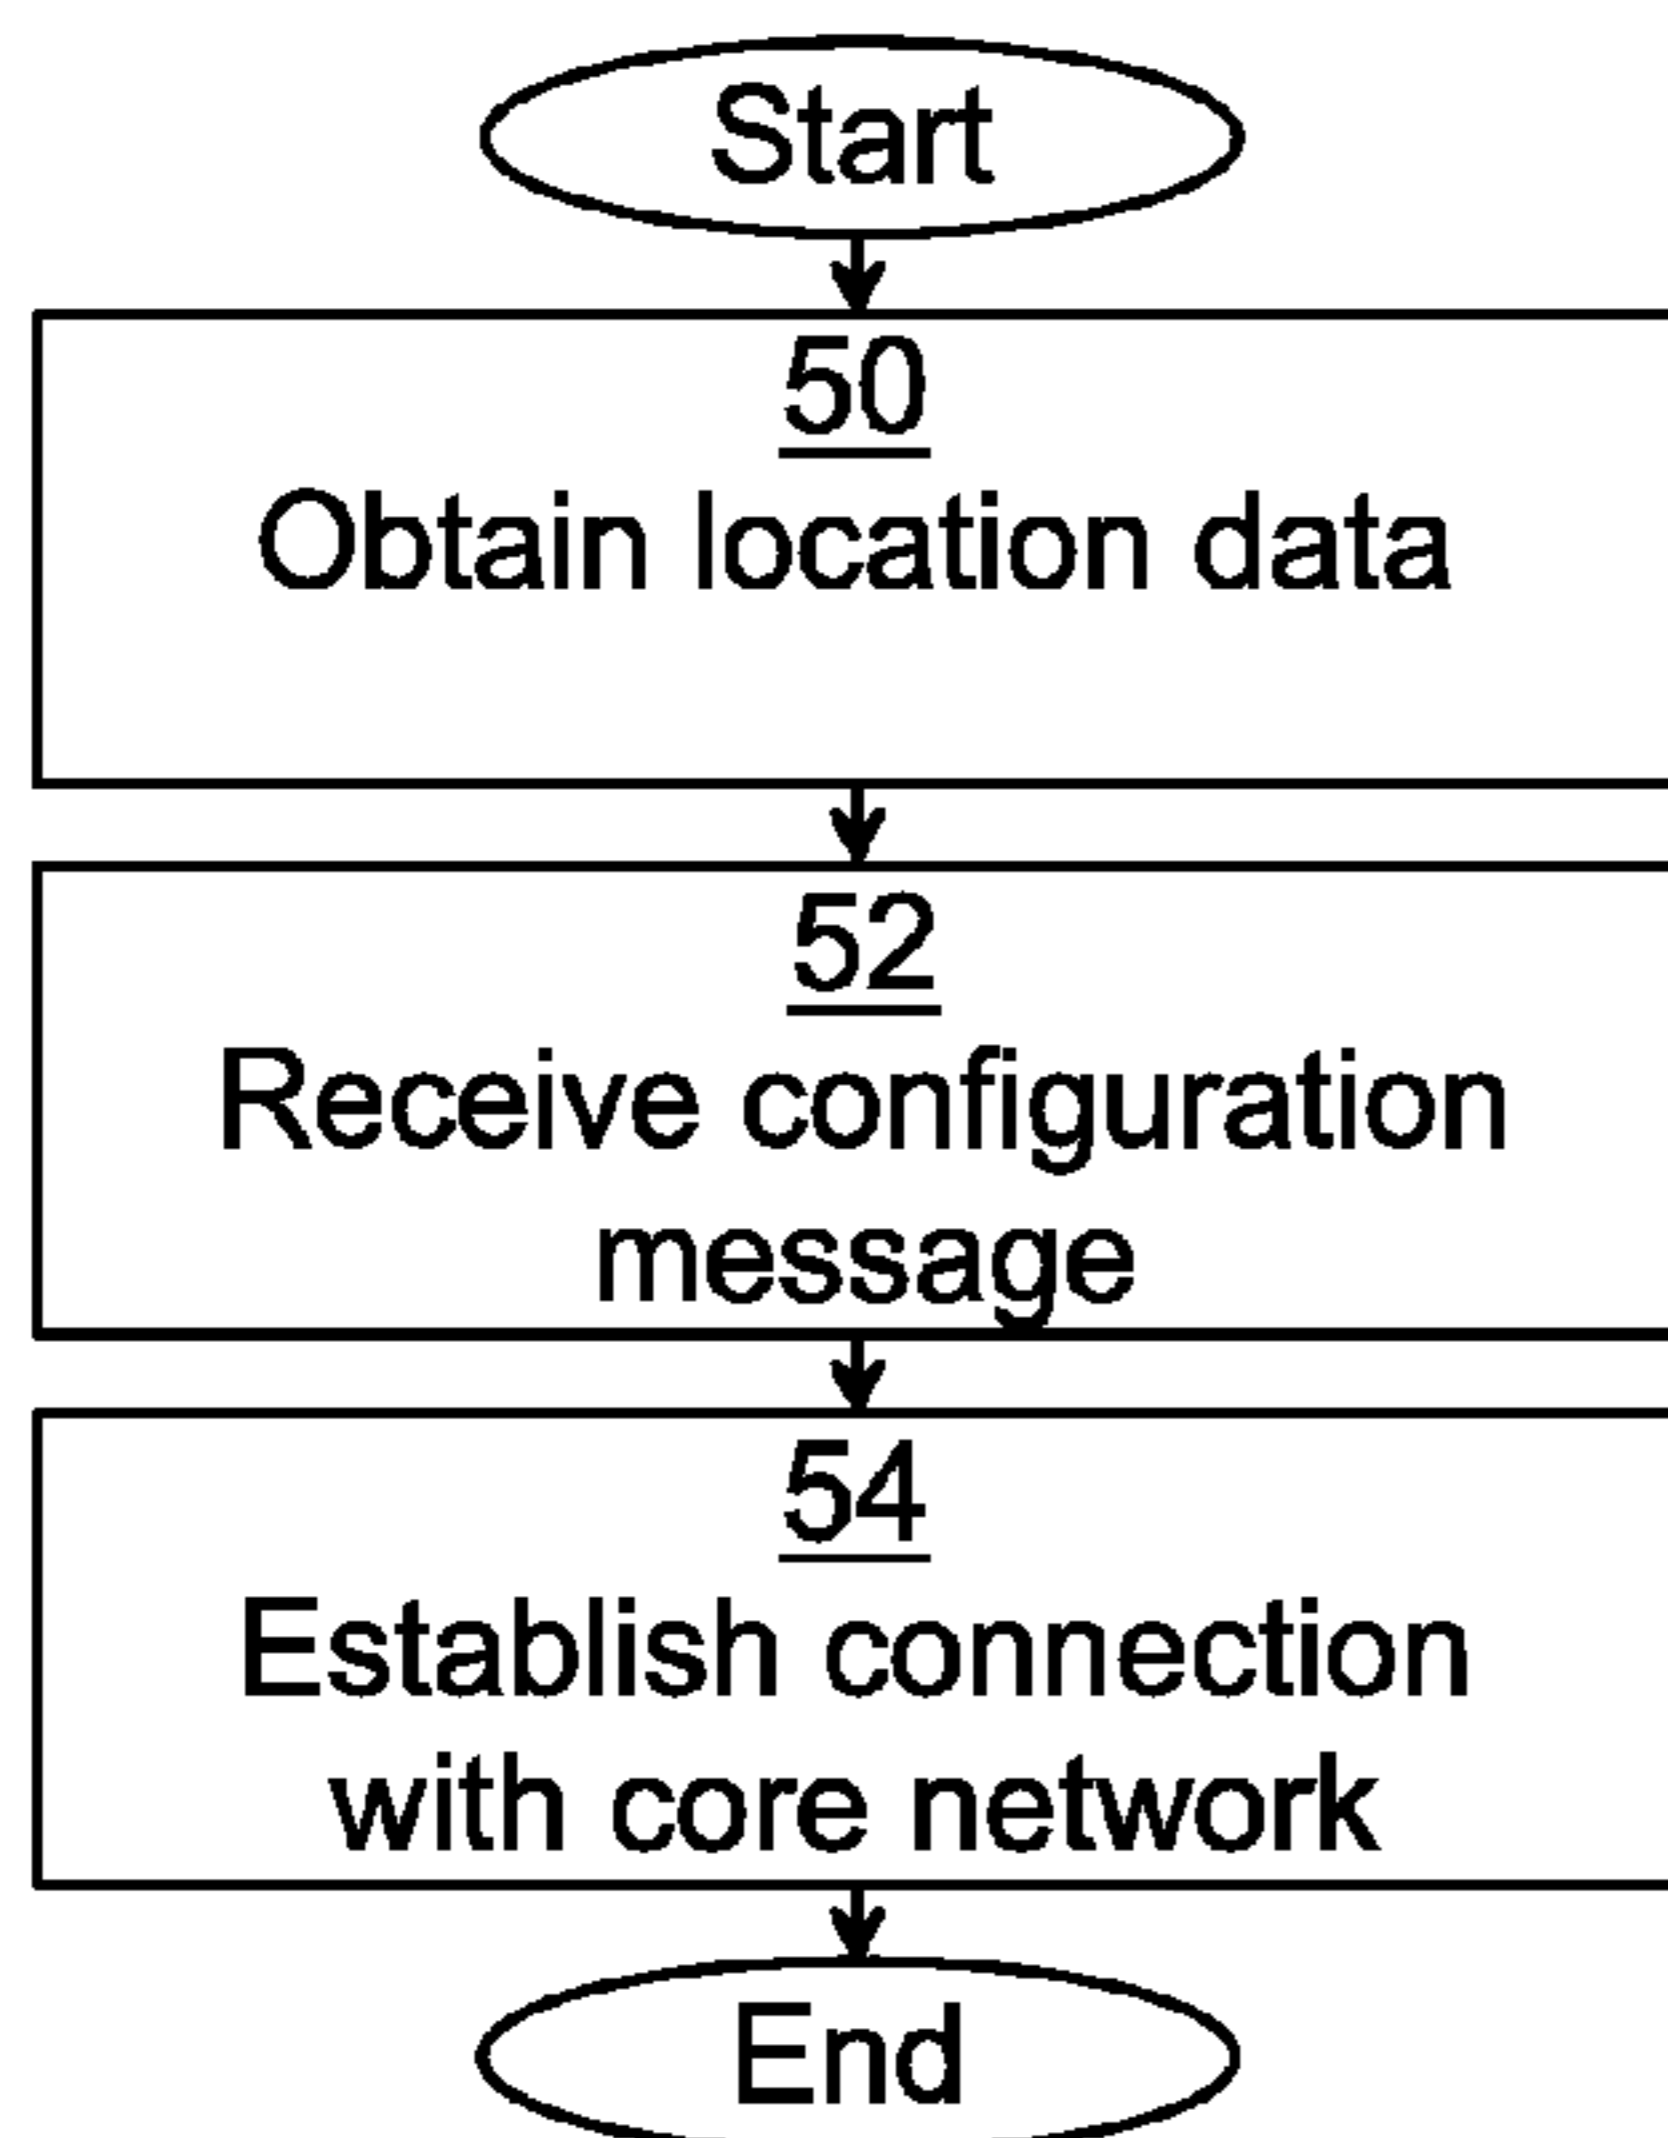 Start
50
Obtain location data
52
Receive configuration
message
54
Establish connection
with core network
End